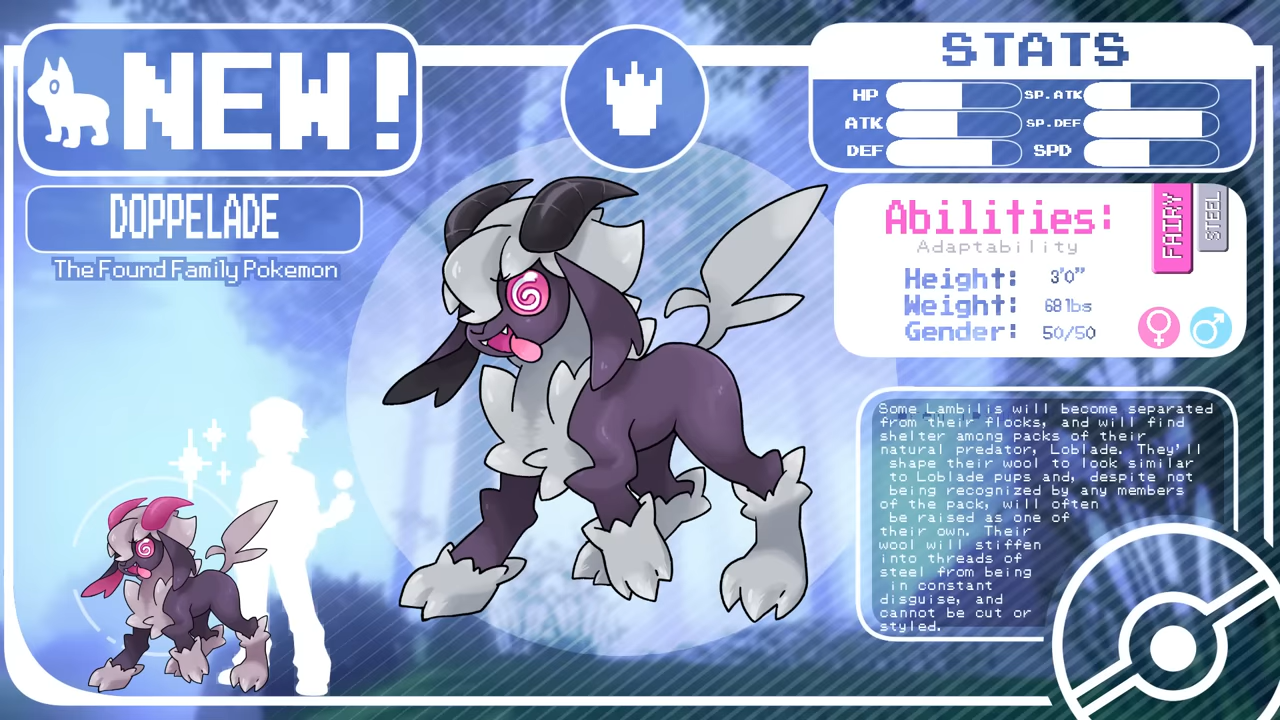 NEW!
DOPPELADE
The Found Family Pokemon
STATS
HP
SP.ATK
ATK
SP.DEF
DEF
SPD
Abilities:
Adaptability
Height: 3'0"
Weight: 68lbs
Gender: 50/50
FAIRY
STEEL
Some Lambilis will become separated
from their flocks, and will find
shelter among packs of their
natural predator, Loblade. They'll
shape their wool to look similar
to Loblade pups and, despite not
being recognized by any members
of the pack, will often
be raised as one of
their own. Their
wool will stiffen
into threads of
steel from being
in constant
disguise, and
cannot be cut or
styled.